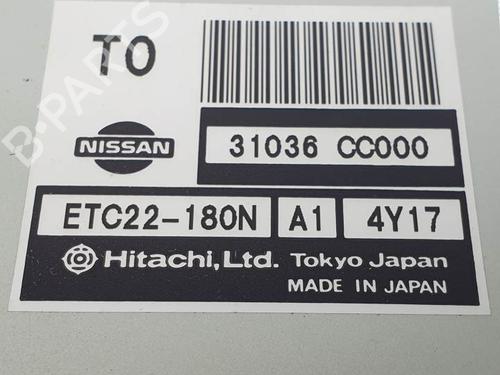 TO
NISSAN
31036 CC000
ETC22-180N A1 4Y17
Hitachi, Ltd. Tokyo Japan
MADE IN JAPAN
B-PARTS